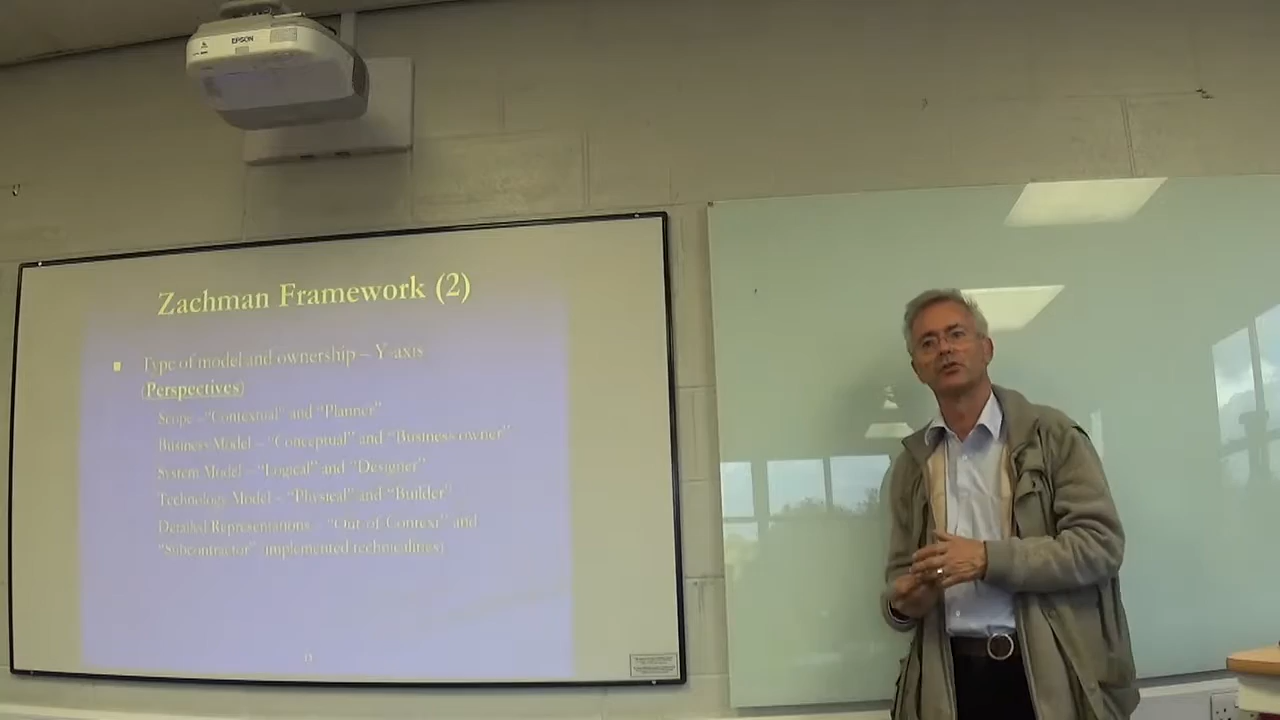 EPSON
Zachman Framework (2)
Type of model and ownership – Y-axis
(Perspectives)
Scope –"Contextual" and "Planner"
Business Model – "Conceptual" and "Business owner"
System Model – "Logical" and "Designer"
Technology Model – "Physical" and "Builder"
Detailed Representations – "Out-of-Context" and
"Subcontractor" implemented technicalities)